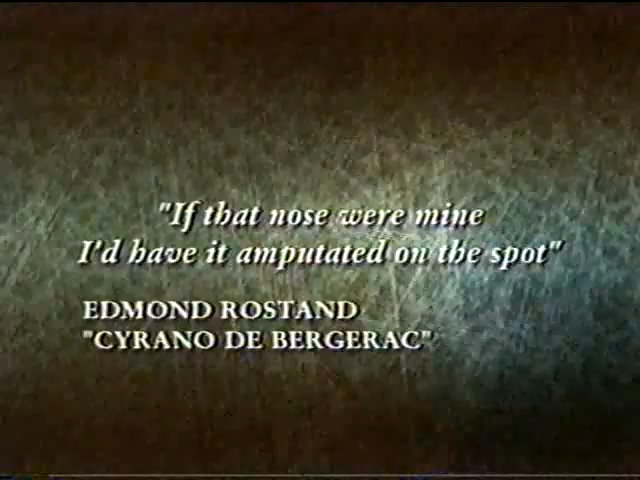 "If that nose were mine
I'd have it amputated on the spot"
EDMOND ROSTAND
"CYRANO DE BERGERAC"